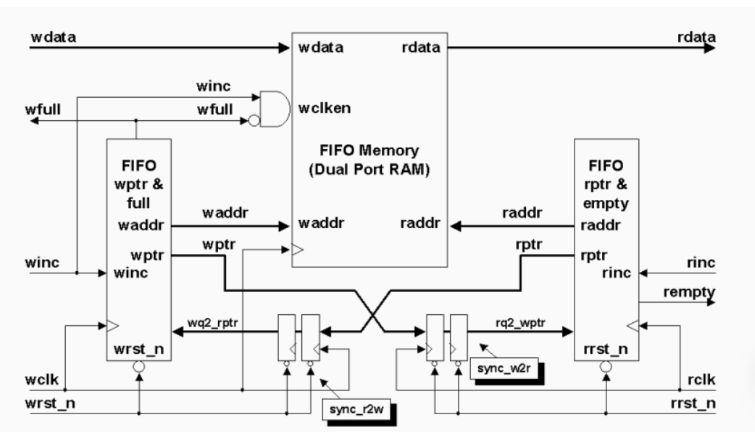 wdata
rdata
wdata
rdata
winc
wfull
wfull
wclken
FIFO Memory
(Dual Port RAM)
FIFO
wptr &
full
FIFO
rptr &
empty
waddr
waddr
waddr
raddr
raddr
raddr
wptr
wptr
rptr
rptr
winc
winc
rinc
rinc
rempty
wq2_rptr
rq2_wptr
wrst_n
rrst_n
sync_w2r
wclk
rclk
wrst_n
sync_r2w
rrst_n